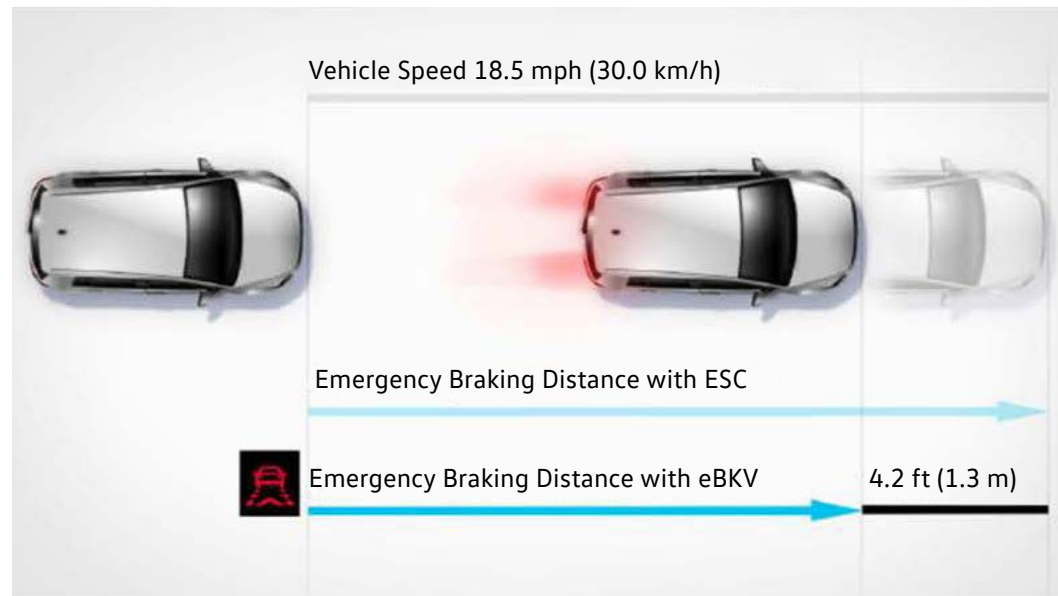 Vehicle Speed 18.5 mph (30.0 km/h)
Emergency Braking Distance with ESC
Emergency Braking Distance with eBKV
4.2 ft (1.3 m)